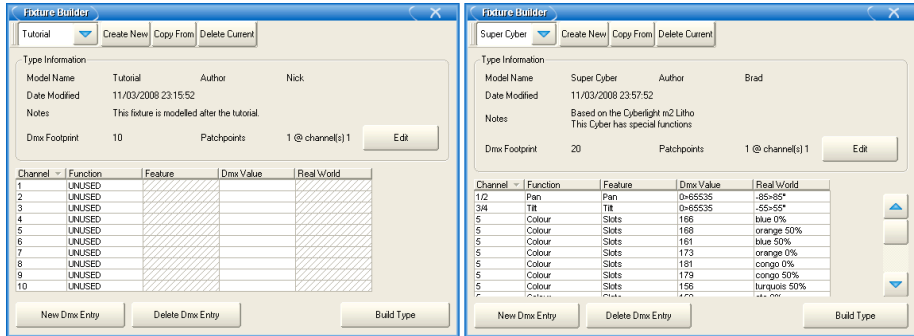 Fixture Builder
Tutorial Create New Copy From Delete Current
Type Information
Model Name Tutorial Author Nick
Date Modified 11/03/2008 23:15:52
Notes This fixture is modelled after the tutorial.
Dmx Footprint 10 Patchpoints 1 @ channel(s) 1 Edit
Channel Function Feature Dmx Value Real World
1 UNUSED
2 UNUSED
3 UNUSED
4 UNUSED
5 UNUSED
6 UNUSED
7 UNUSED
8 UNUSED
9 UNUSED
10 UNUSED
New Dmx Entry Delete Dmx Entry Build Type
Fixture Builder
Super Cyber Create New Copy From Delete Current
Type Information
Model Name Super Cyber Author Brad
Date Modified 11/03/2008 23:57:52
Notes Based on the Cyberlight m2 Litho
This Cyber has special functions
Dmx Footprint 20 Patchpoints 1 @ channel(s) 1 Edit
Channel Function Feature Dmx Value Real World
1/2 Pan Pan 0>65535 -85>85°
3/4 Tilt Tilt 0>65535 -55>55°
5 Colour Slots 166 blue 0%
5 Colour Slots 168 orange 50%
5 Colour Slots 161 blue 50%
5 Colour Slots 173 orange 0%
5 Colour Slots 181 congo 0%
5 Colour Slots 179 congo 50%
5 Colour Slots 156 turquois 50%
New Dmx Entry Delete Dmx Entry Build Type